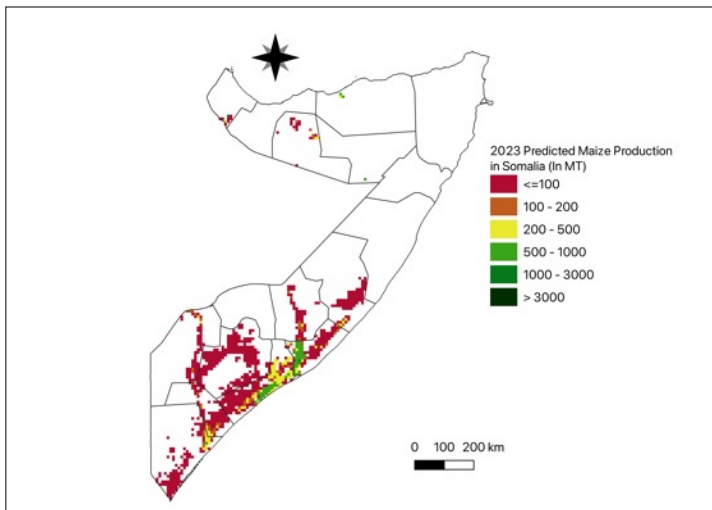 2023 Predicted Maize Production
in Somalia (In MT)
<=100
100 - 200
200 - 500
500 - 1000
1000 - 3000
> 3000
0 100 200 km